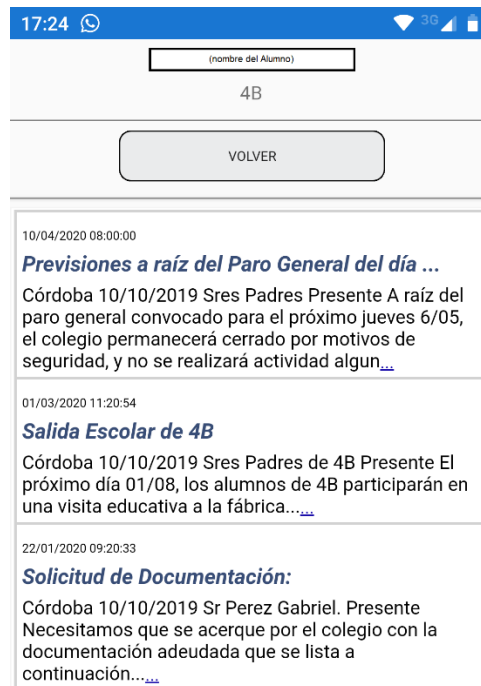 17:24
3G
(nombre del Alumno)
4B
VOLVER
10/04/2020 08:00:00
Previsiones a raíz del Paro General del día ...
Córdoba 10/10/2019 Sres Padres Presente A raíz del
paro general convocado para el próximo jueves 6/05,
el colegio permanecerá cerrado por motivos de
seguridad, y no se realizará actividad algun...
01/03/2020 11:20:54
Salida Escolar de 4B
Córdoba 10/10/2019 Sres Padres de 4B Presente El
próximo día 01/08, los alumnos de 4B participarán en
una visita educativa a la fábrica......
22/01/2020 09:20:33
Solicitud de Documentación:
Córdoba 10/10/2019 Sr Perez Gabriel. Presente
Necesitamos que se acerque por el colegio con la
documentación adeudada que se lista a
continuación......